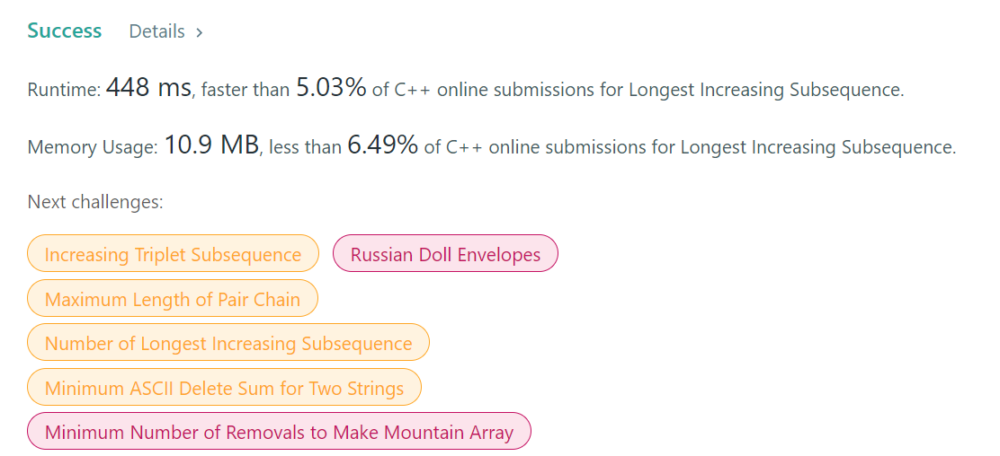 Success Details >
Runtime: 448 ms, faster than 5.03% of C++ online submissions for Longest Increasing Subsequence.
Memory Usage: 10.9 MB, less than 6.49% of C++ online submissions for Longest Increasing Subsequence.
Next challenges:
Increasing Triplet Subsequence Russian Doll Envelopes
Maximum Length of Pair Chain
Number of Longest Increasing Subsequence
Minimum ASCII Delete Sum for Two Strings
Minimum Number of Removals to Make Mountain Array